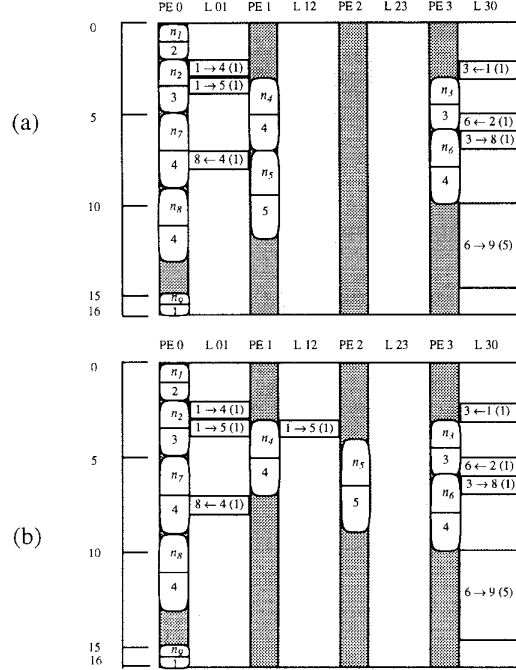 PE 0 L 01 PE 1 L 12 PE 2 L 23 PE 3 L 30
0
n1
2
n2 1 → 4 (1) 3 ← 1 (1)
1 → 5 (1)
3 n4 n3
(a)
5 3 6 ← 2 (1)
n7 4 n6 3 → 8 (1)
4 8 ← 4 (1) n5 4
n8
10 5
4 6 → 9 (5)
15 n9
16 1
PE 0 L 01 PE 1 L 12 PE 2 L 23 PE 3 L 30
0
n1
2
n2 1 → 4 (1) 3 ← 1 (1)
3 1 → 5 (1) n4 1 → 5 (1) n3
5 4 n5 3 6 ← 2 (1)
n7 n6 3 → 8 (1)
4 8 ← 4 (1) 5 4
(b)
n8
10
4 6 → 9 (5)
15 n9
16 1